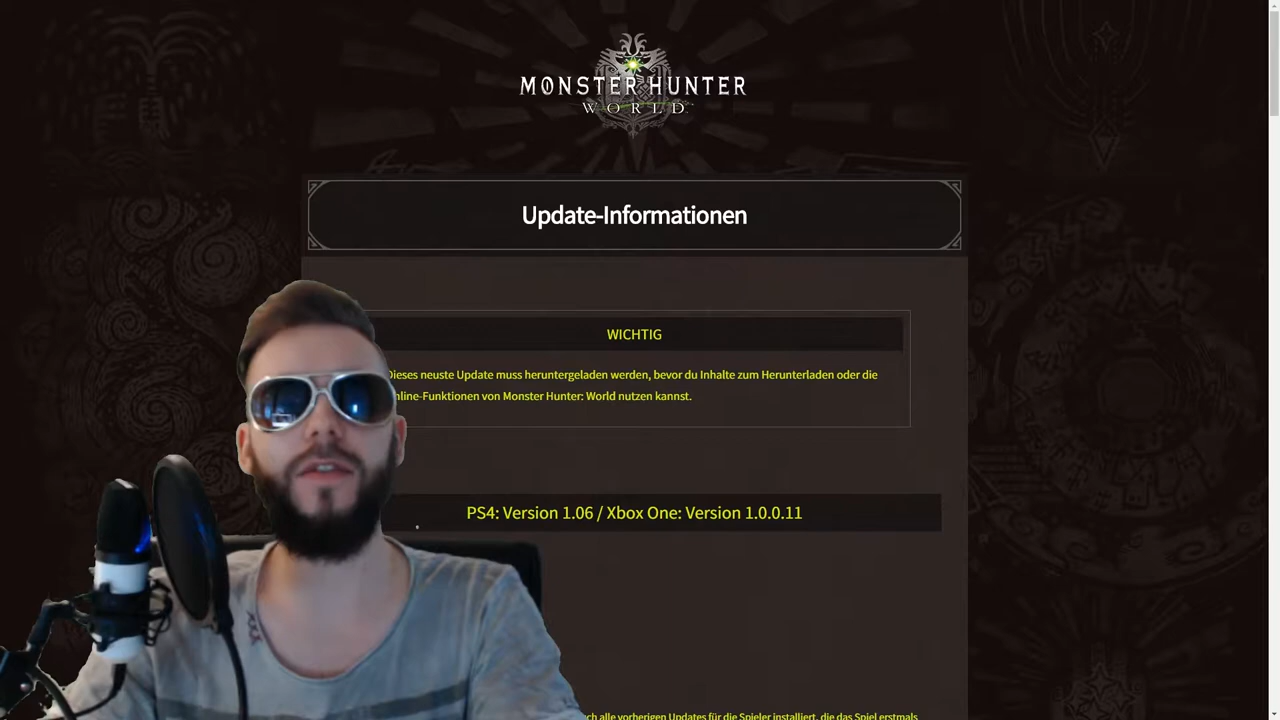 MONSTER HUNTER
WORLD
Update-Informationen
WICHTIG
Dieses neuste Update muss heruntergeladen werden, bevor du Inhalte zum Herunterladen oder die
nline-Funktionen von Monster Hunter: World nutzen kannst.
PS4: Version 1.06 / Xbox One: Version 1.0.0.11
ch alle vorherigen Updates für die Spieler installiert, die das Spiel erstmals